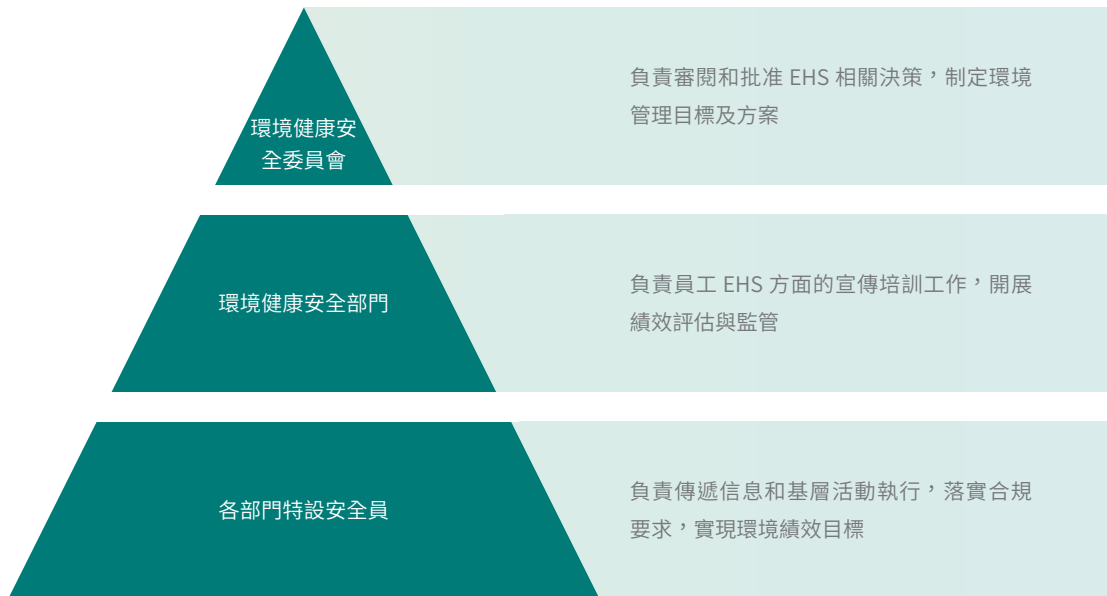 環境健康安
全委員會
負責審閱和批准 EHS 相關決策，制定環境
管理目標及方案
環境健康安全部門
負責員工 EHS 方面的宣傳培訓工作，開展
績效評估與監管
各部門特設安全員
負責傳遞信息和基層活動執行，落實合規
要求，實現環境績效目標